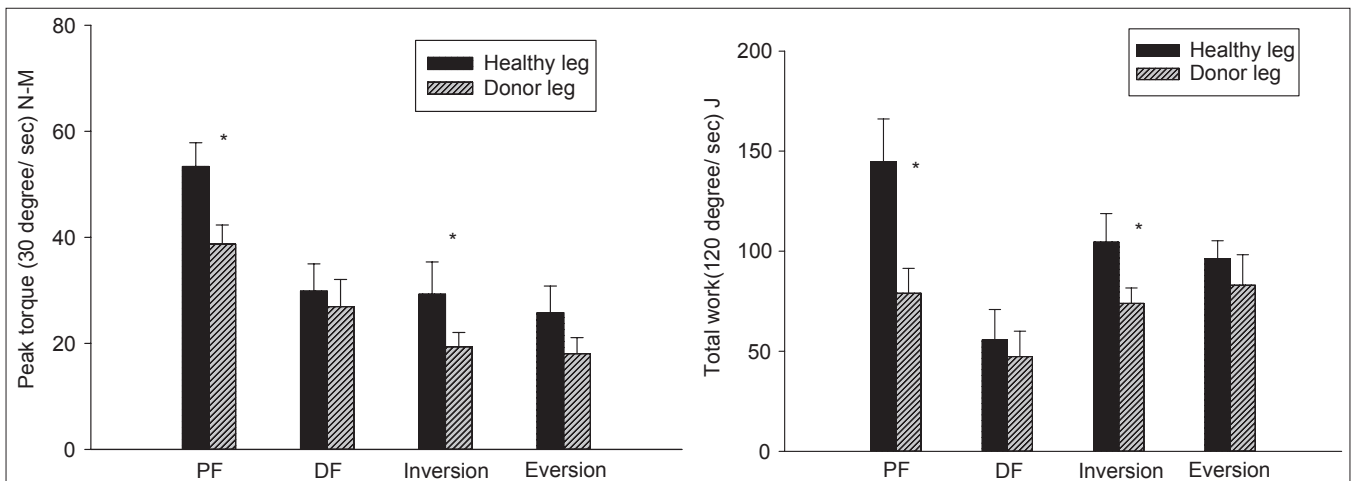 Peak torque (30 degree/ sec) N-M
80
60
40
20
0
Healthy leg
Donor leg
*
*
PF DF Inversion Eversion
Total work(120 degree/ sec) J
200
150
100
50
0
Healthy leg
Donor leg
*
*
PF DF Inversion Eversion